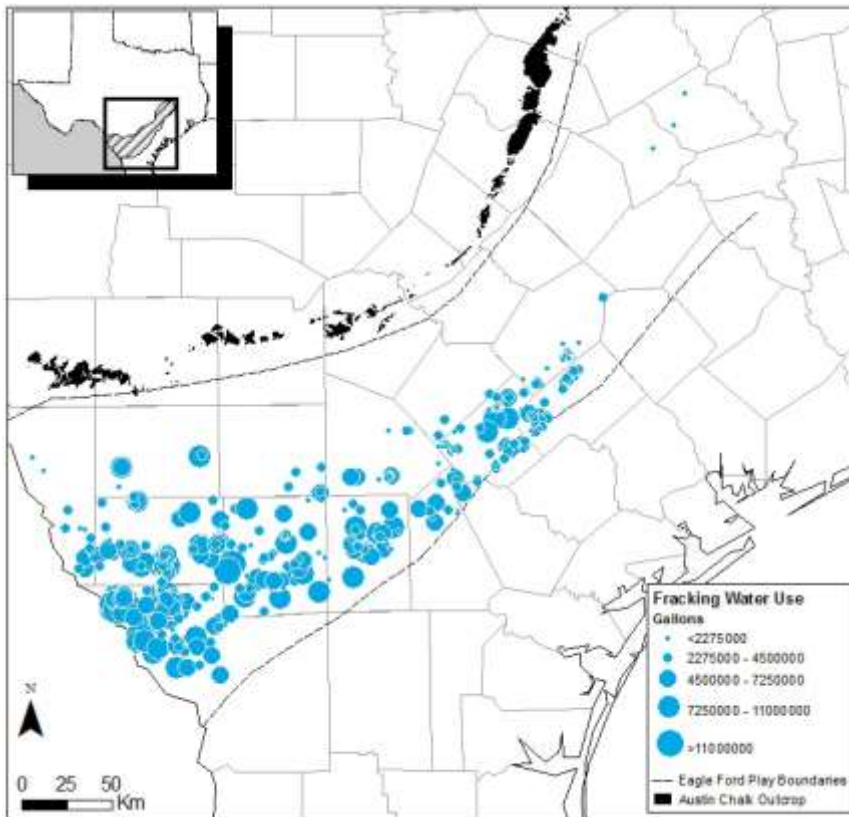 Fracking Water Use
Gallons
<2275000
2275000 - 4500000
4500000 - 7250000
7250000 - 11000000
>11000000
Eagle Ford Play Boundaries
Austin Chalk Outcrop
N
0 25 50
Km